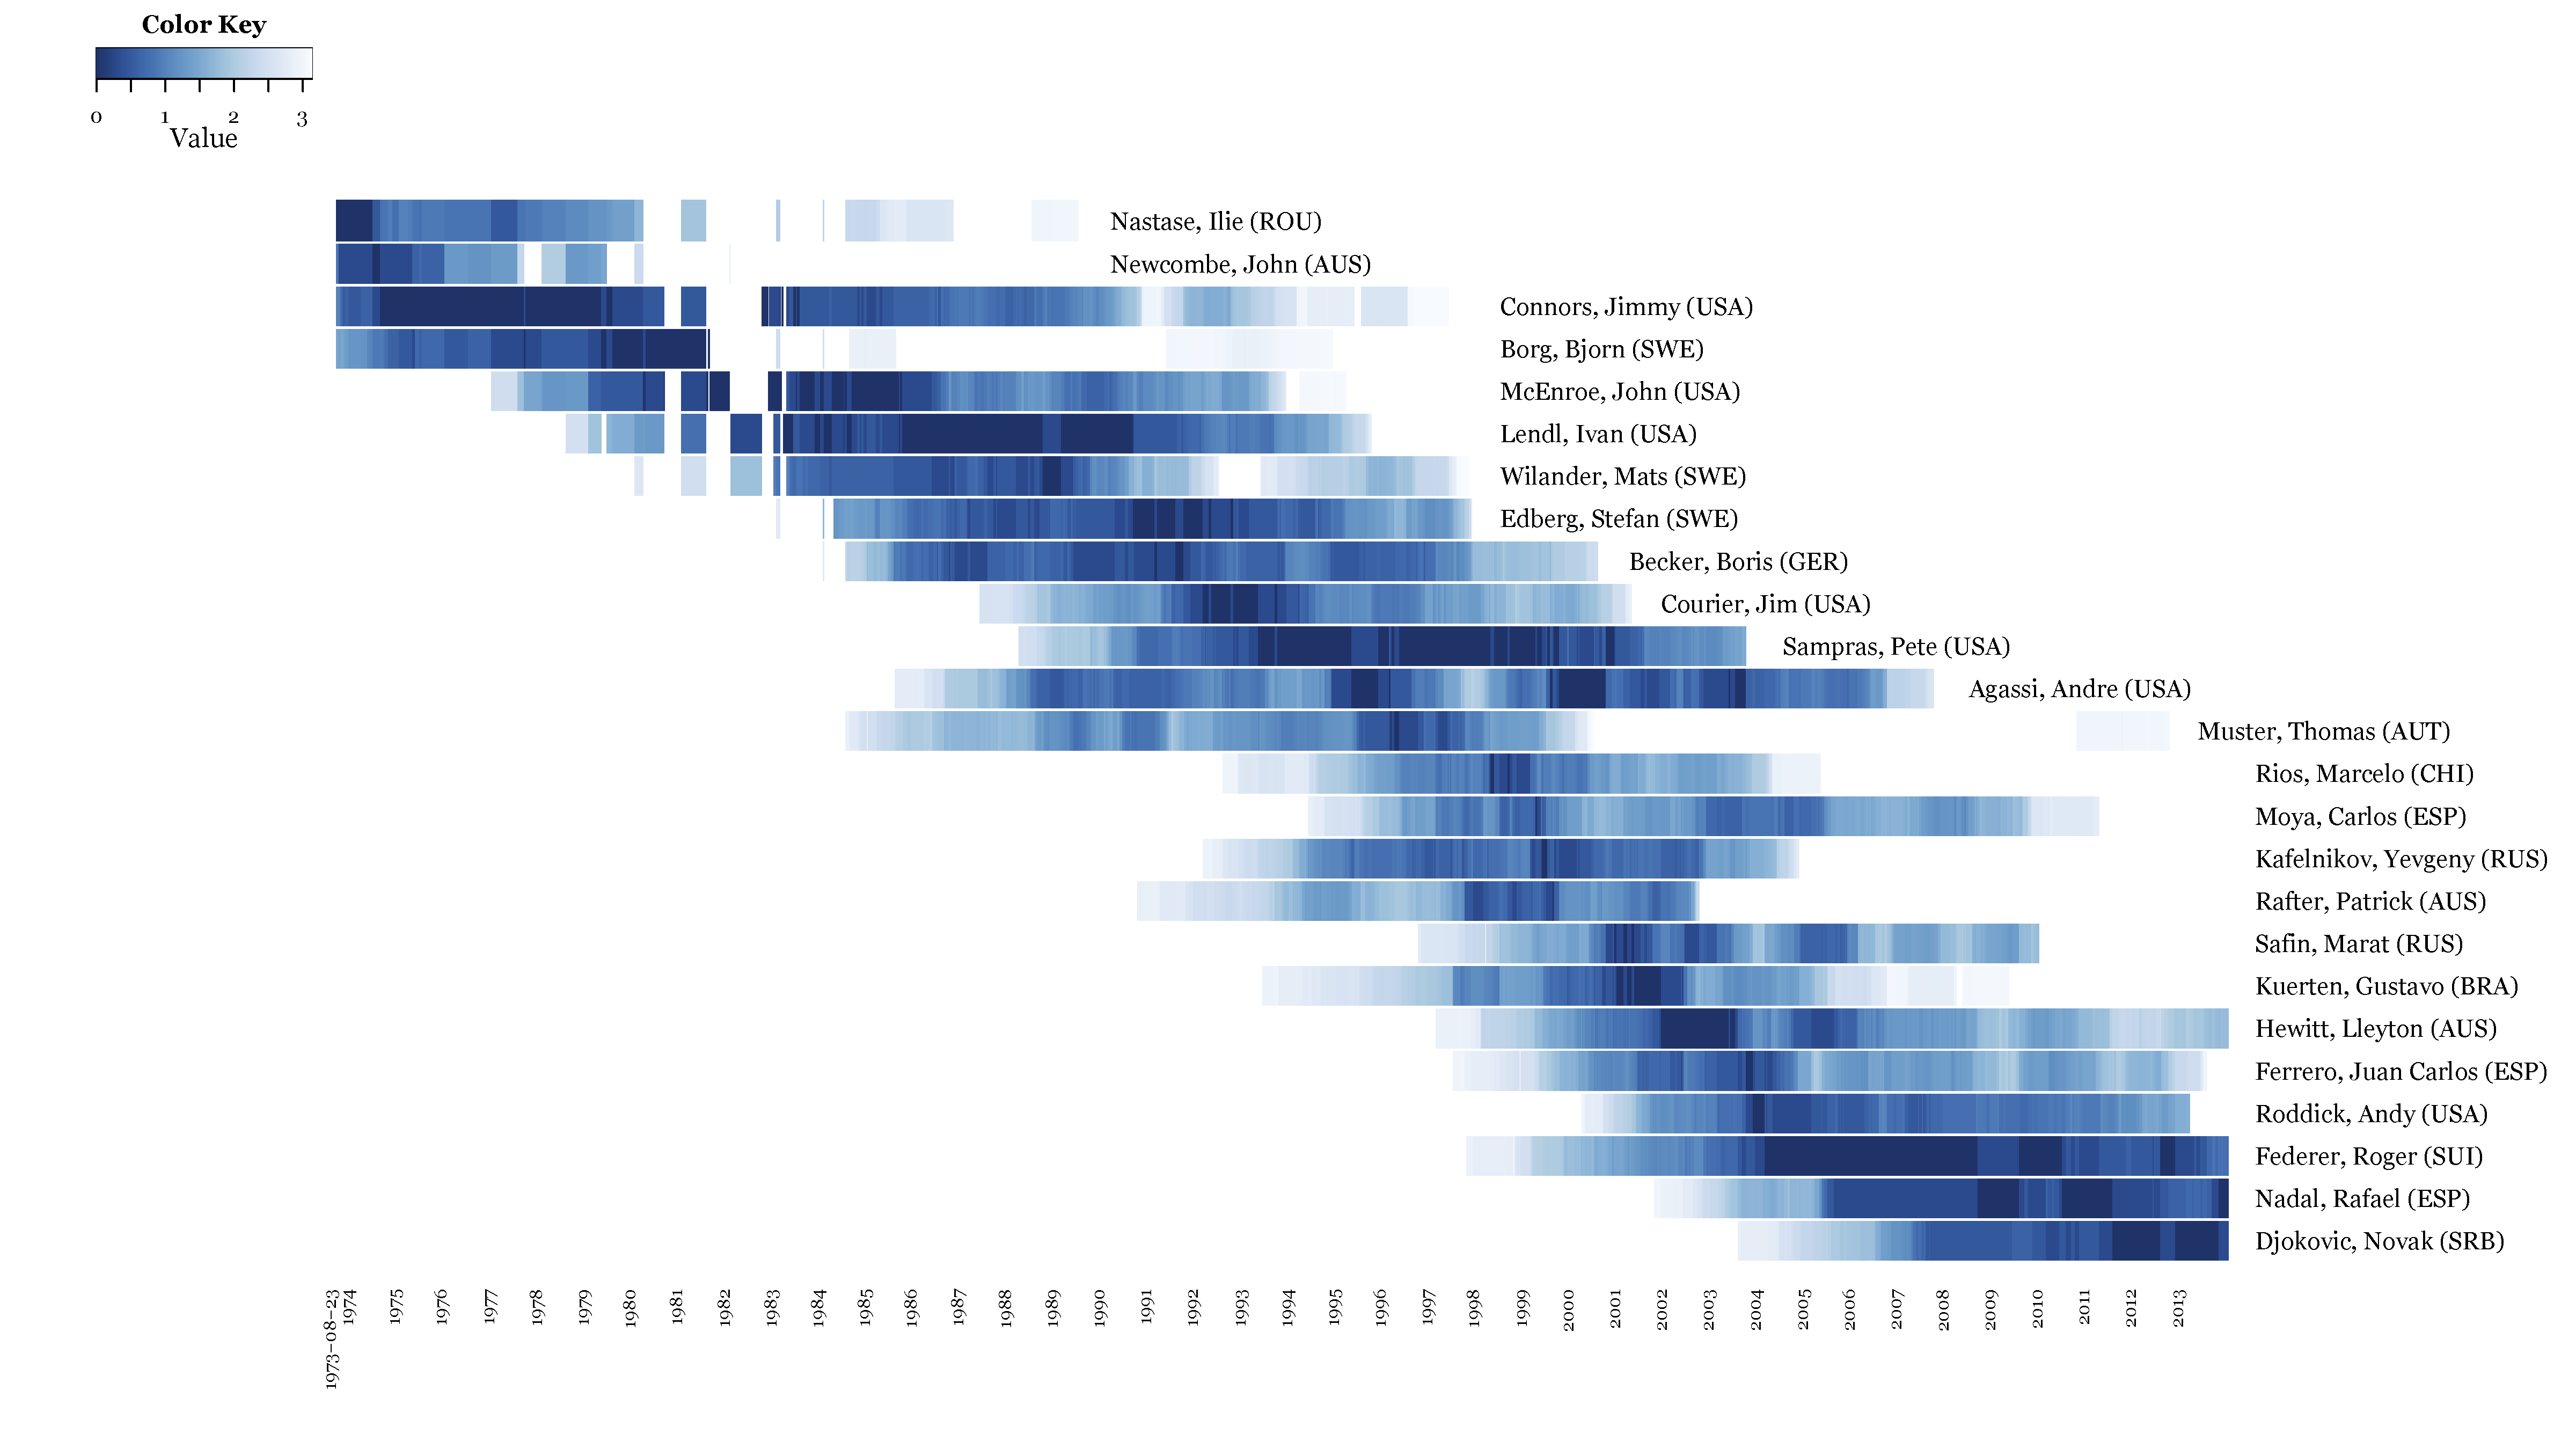 Color Key
0 1 2 3
Value
Nastase, Ilie (ROU)
Newcombe, John (AUS)
Connors, Jimmy (USA)
Borg, Bjorn (SWE)
McEnroe, John (USA)
Lendl, Ivan (USA)
Wilander, Mats (SWE)
Edberg, Stefan (SWE)
Becker, Boris (GER)
Courier, Jim (USA)
Sampras, Pete (USA)
Agassi, Andre (USA)
Muster, Thomas (AUT)
Rios, Marcelo (CHI)
Moya, Carlos (ESP)
Kafelnikov, Yevgeny (RUS)
Rafter, Patrick (AUS)
Safin, Marat (RUS)
Kuerten, Gustavo (BRA)
Hewitt, Lleyton (AUS)
Ferrero, Juan Carlos (ESP)
Roddick, Andy (USA)
Federer, Roger (SUI)
Nadal, Rafael (ESP)
Djokovic, Novak (SRB)
1973-08-23
1974
1975
1976
1977
1978
1979
1980
1981
1982
1983
1984
1985
1986
1987
1988
1989
1990
1991
1992
1993
1994
1995
1996
1997
1998
1999
2000
2001
2002
2003
2004
2005
2006
2007
2008
2009
2010
2011
2012
2013